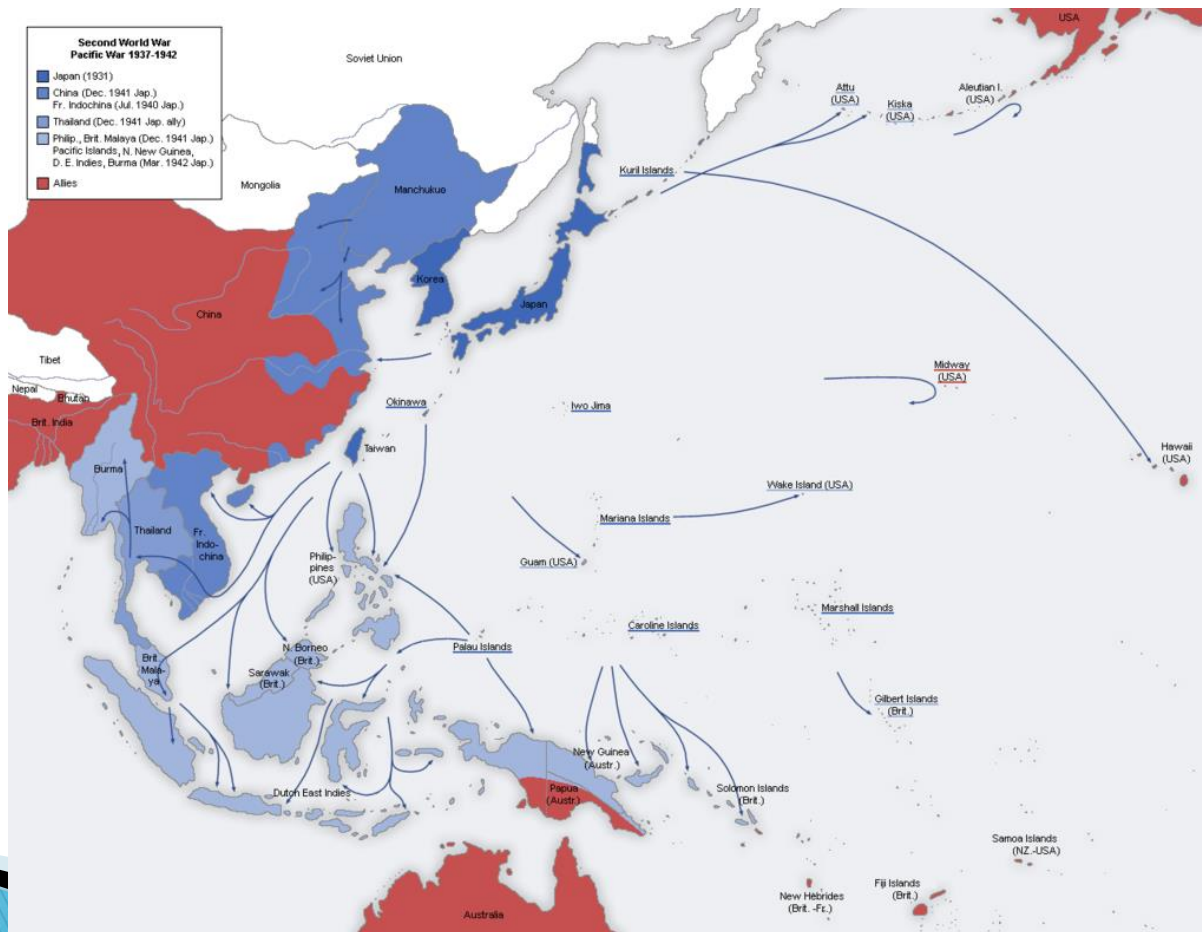 Second World War
Pacific War 1937-1942
Japan (1931)
China (Dec. 1941 Jap.)
Fr. Indochina (Jul. 1940 Jap.)
Thailand (Dec. 1941 Jap. ally)
Philip., Brit. Malaya (Dec. 1941 Jap.)
Pacific Islands, N. New Guinea,
D. E. Indies, Burma (Mar. 1942 Jap.)
Allies
USA
Soviet Union
Attu
(USA)
Kiska
(USA)
Aleutian I.
(USA)
Kuril Islands
Mongolia
Manchukuo
Korea
Japan
China
Tibet
Nepal
Bhutan
Brit. India
Midway
(USA)
Okinawa
Iwo Jima
Taiwan
Hawaii
(USA)
Burma
Wake Island (USA)
Mariana Islands
Thailand
Fr.
Indo-
china
Philip-
pines
(USA)
Guam (USA)
Marshall Islands
Caroline Islands
Palau Islands
N. Borneo
(Brit.)
Brit.
Mala-
ya
Sarawak
(Brit.)
Gilbert Islands
(Brit.)
New Guinea
(Austr.)
Dutch East Indies
Papua
(Austr.)
Solomon Islands
(Brit.)
Samoa Islands
(NZ.-USA)
New Hebrides
(Brit. -Fr.)
Fiji Islands
(Brit.)
Australia